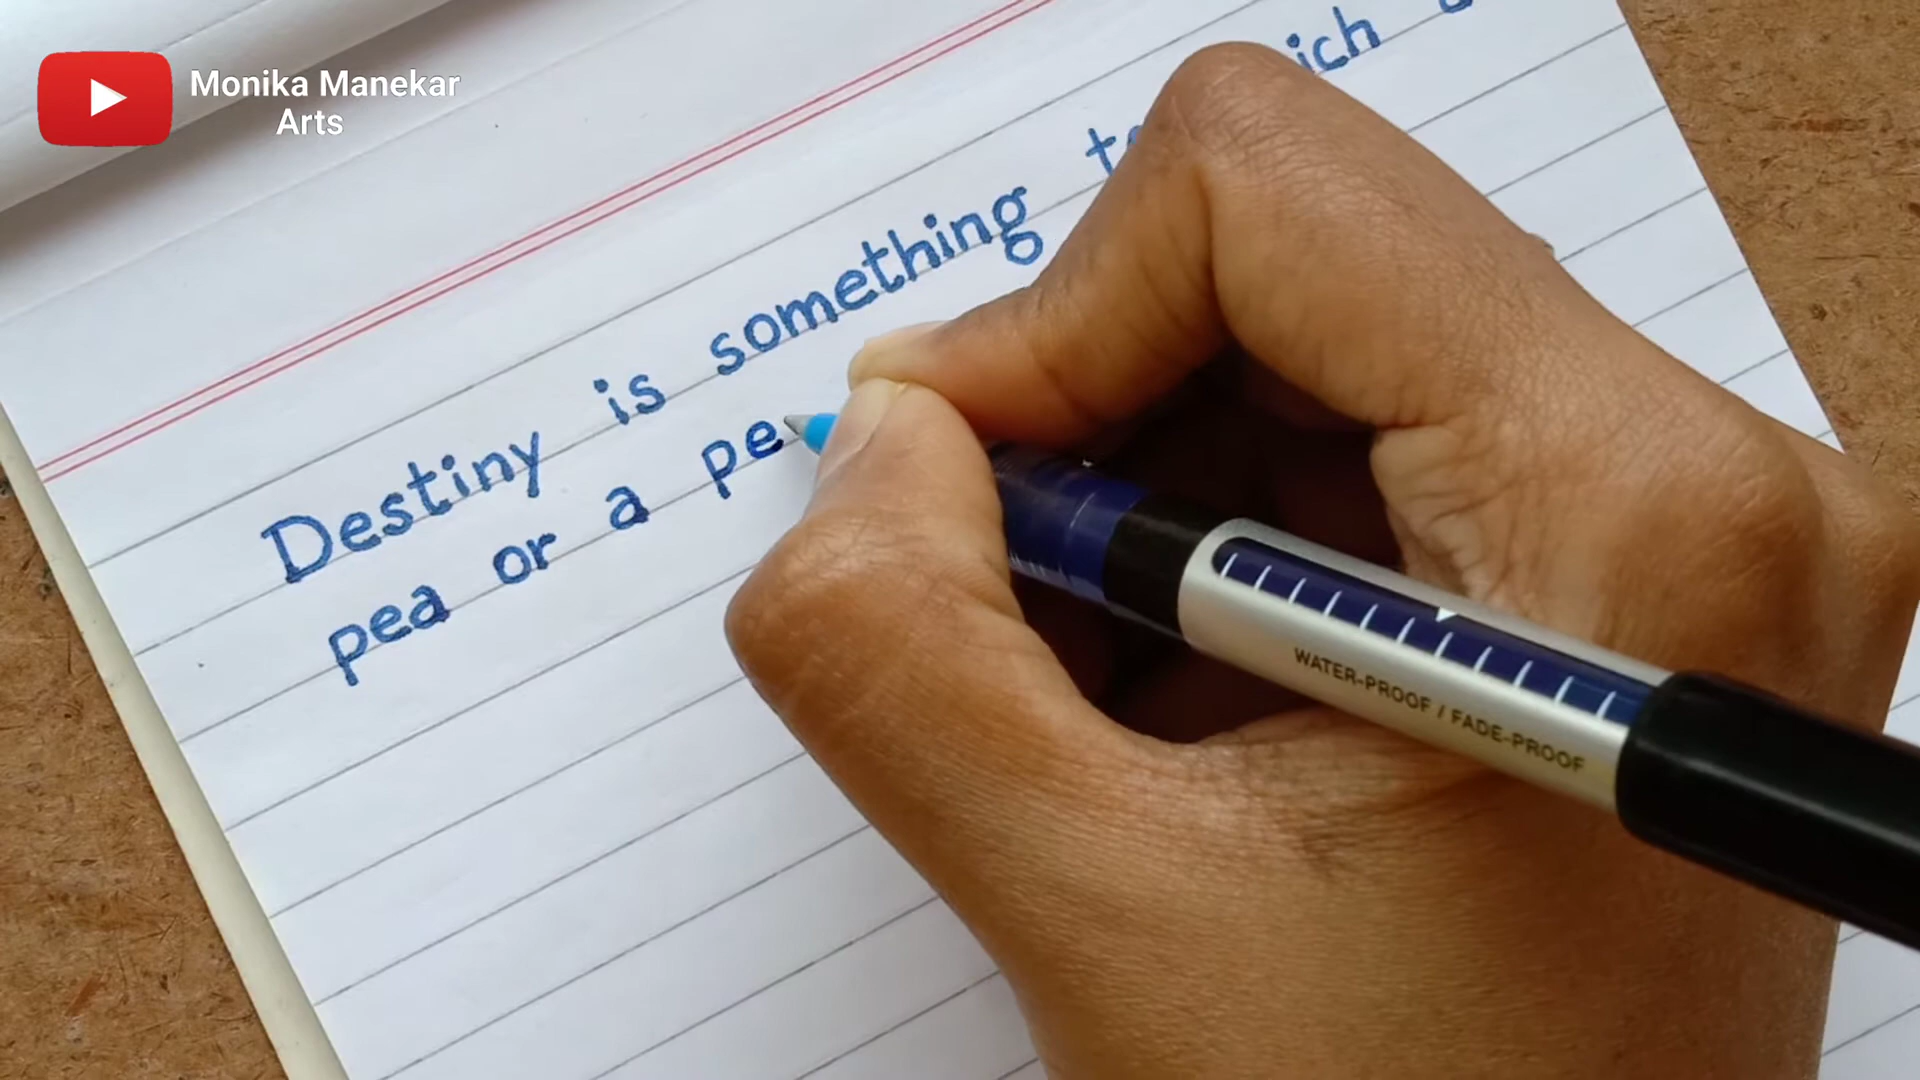 Monika Manekar
Arts
Destiny is something
pea or a pe
WATER-PROOF / FADE-PROOF